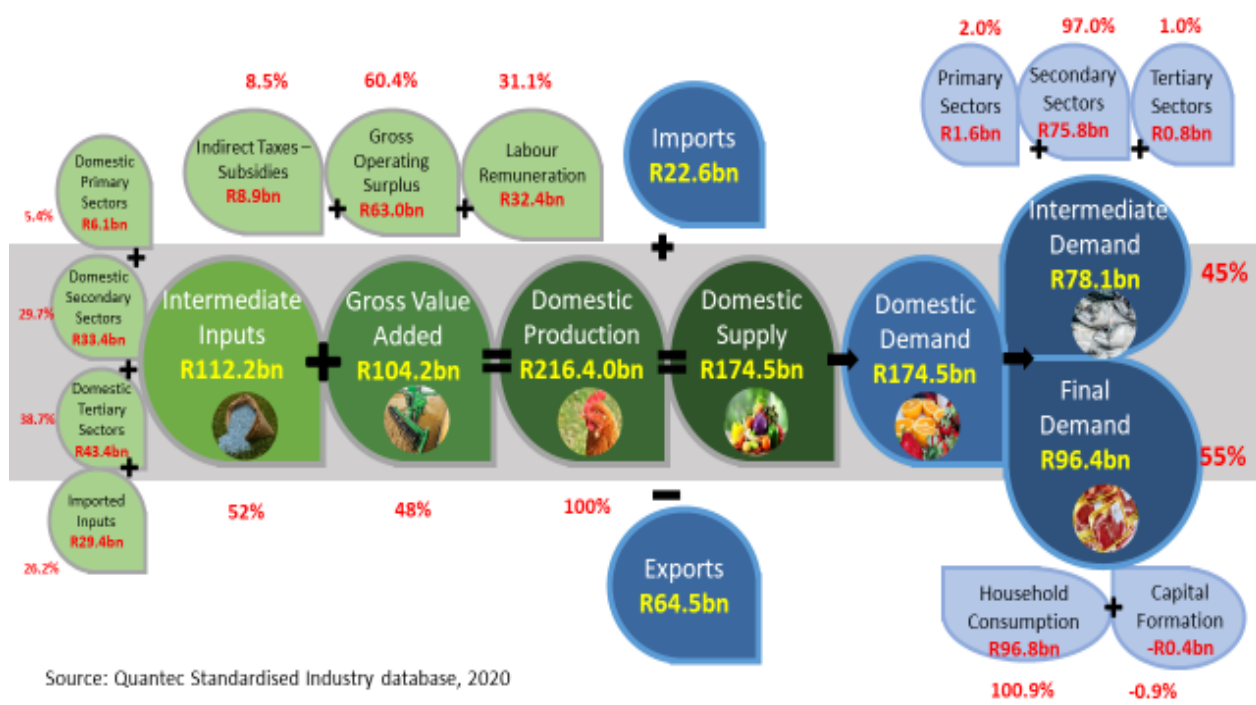 2.0%
97.0%
1.0%
Primary
Sectors
R1.6bn
Secondary
Sectors
R75.8bn
Tertiary
Sectors
R0.8bn
8.5%
60.4%
31.1%
Indirect Taxes –
Subsidies
R8.9bn
Gross
Operating
Surplus
R63.0bn
Labour
Remuneration
R32.4bn
Imports
R22.6bn
Domestic
Primary
Sectors
R6.1bn
5.4%
+
+
+
+
+
+
Domestic
Secondary
Sectors
R33.4bn
29.7%
+
Domestic
Tertiary
Sectors
R43.4bn
38.7%
+
Imported
Inputs
R29.4bn
26.2%
Intermediate
Inputs
R112.2bn
+
Gross Value
Added
R104.2bn
=
Domestic
Production
R216.4.0bn
=
Domestic
Supply
R174.5bn
Domestic
Demand
R174.5bn
Intermediate
Demand
R78.1bn
45%
Final
Demand
R96.4bn
55%
52%
48%
100%
−
Exports
R64.5bn
Household
Consumption
R96.8bn
+
Capital
Formation
-R0.4bn
100.9%
-0.9%
Source: Quantec Standardised Industry database, 2020